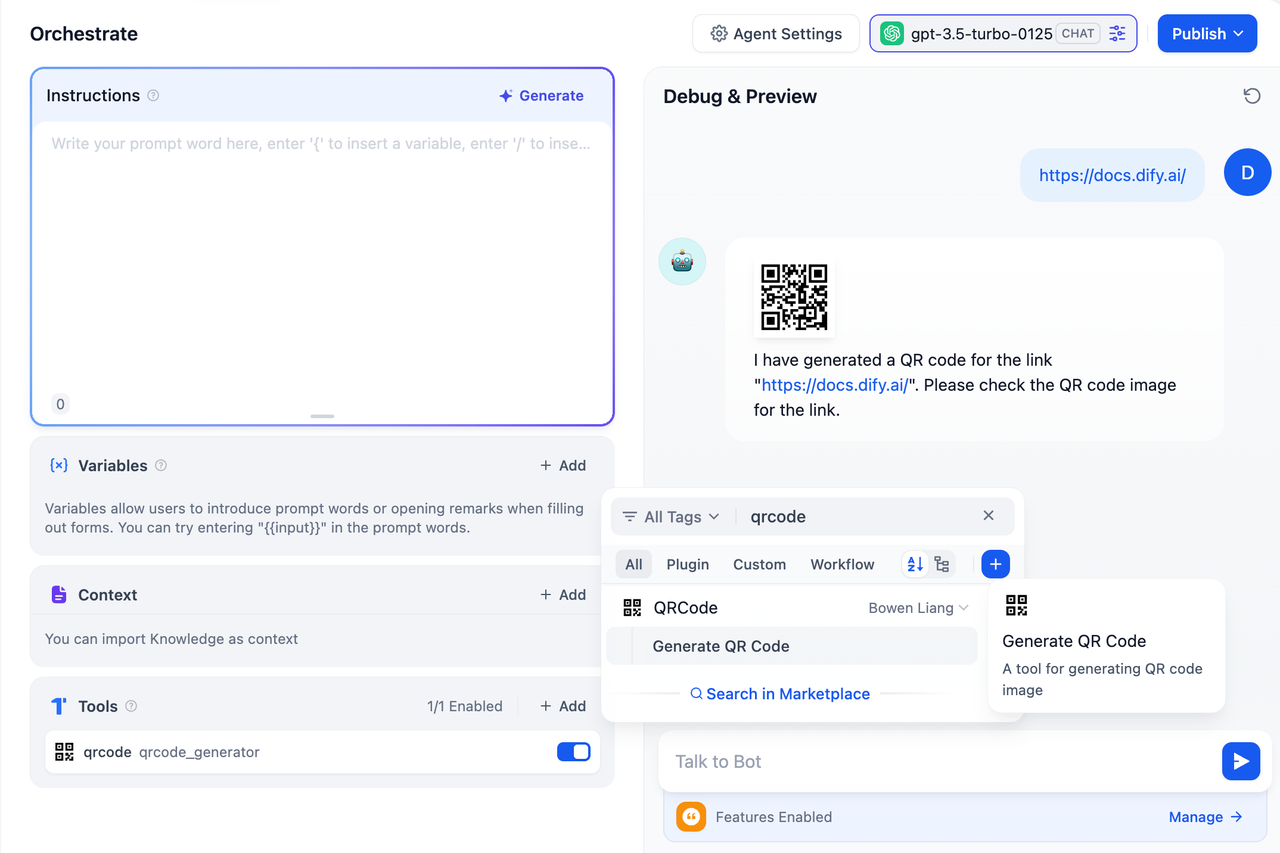 Orchestrate
Agent Settings
gpt-3.5-turbo-0125 CHAT
Publish
Instructions
Generate
Write your prompt word here, enter '{' to insert a variable, enter '/' to inse...
0
Variables
+ Add
Variables allow users to introduce prompt words or opening remarks when filling
out forms. You can try entering "{{input}}" in the prompt words.
Context
+ Add
You can import Knowledge as context
Tools
1/1 Enabled
+ Add
qrcode qrcode_generator
Debug & Preview
https://docs.dify.ai/
D
I have generated a QR code for the link
"https://docs.dify.ai/". Please check the QR code image
for the link.
All Tags
qrcode
All
Plugin
Custom
Workflow
QRCode
Bowen Liang
Generate QR Code
Search in Marketplace
Generate QR Code
A tool for generating QR code
image
Talk to Bot
Features Enabled
Manage